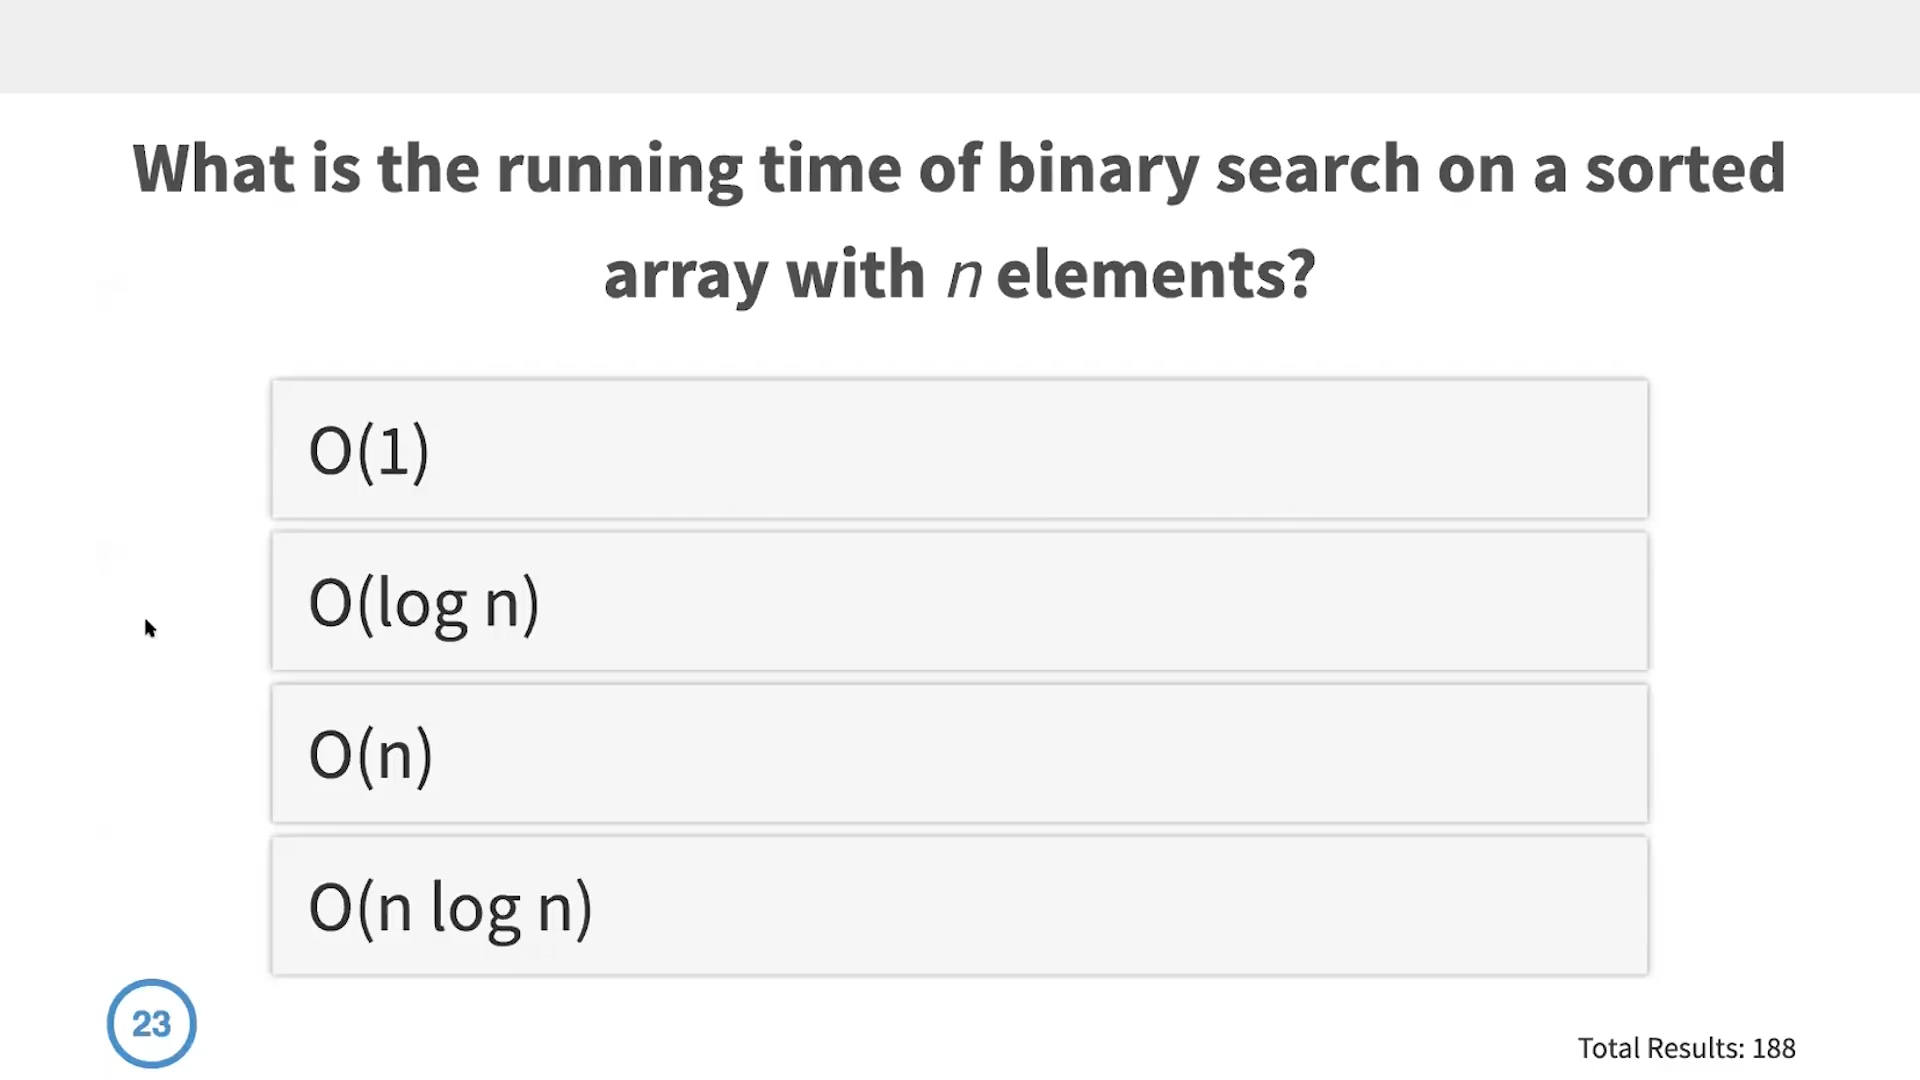 What is the running time of binary search on a sorted
array with n elements?
O(1)
O(log n)
O(n)
O(n log n)
23
Total Results: 188